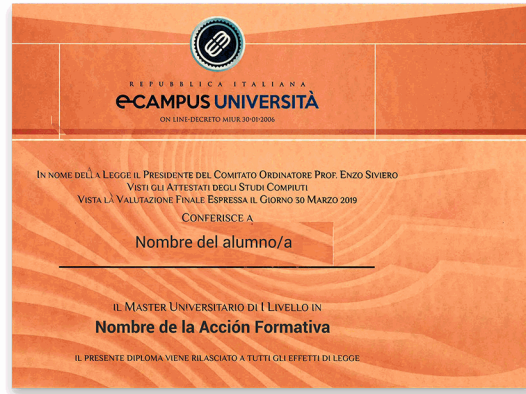 REPUBBLICA ITALIANA
e-CAMPUS UNIVERSITÀ
ON LINE-DECRETO MIUR 30-01-2006
IN NOME DELLA LEGGE IL PRESIDENTE DEL COMITATO ORDINATORE PROF. ENZO SIVIERO
VISTI GLI ATTESTATI DEGLI STUDI COMPIUTI
VISTA LA VALUTAZIONE FINALE ESPRESSA IL GIORNO 30 MARZO 2019
CONFERISCE A
Nombre del alumno/a
IL MASTER UNIVERSITARIO DI I LIVELLO IN
Nombre de la Acción Formativa
IL PRESENTE DIPLOMA VIENE RILASCIATO A TUTTI GLI EFFETTI DI LEGGE